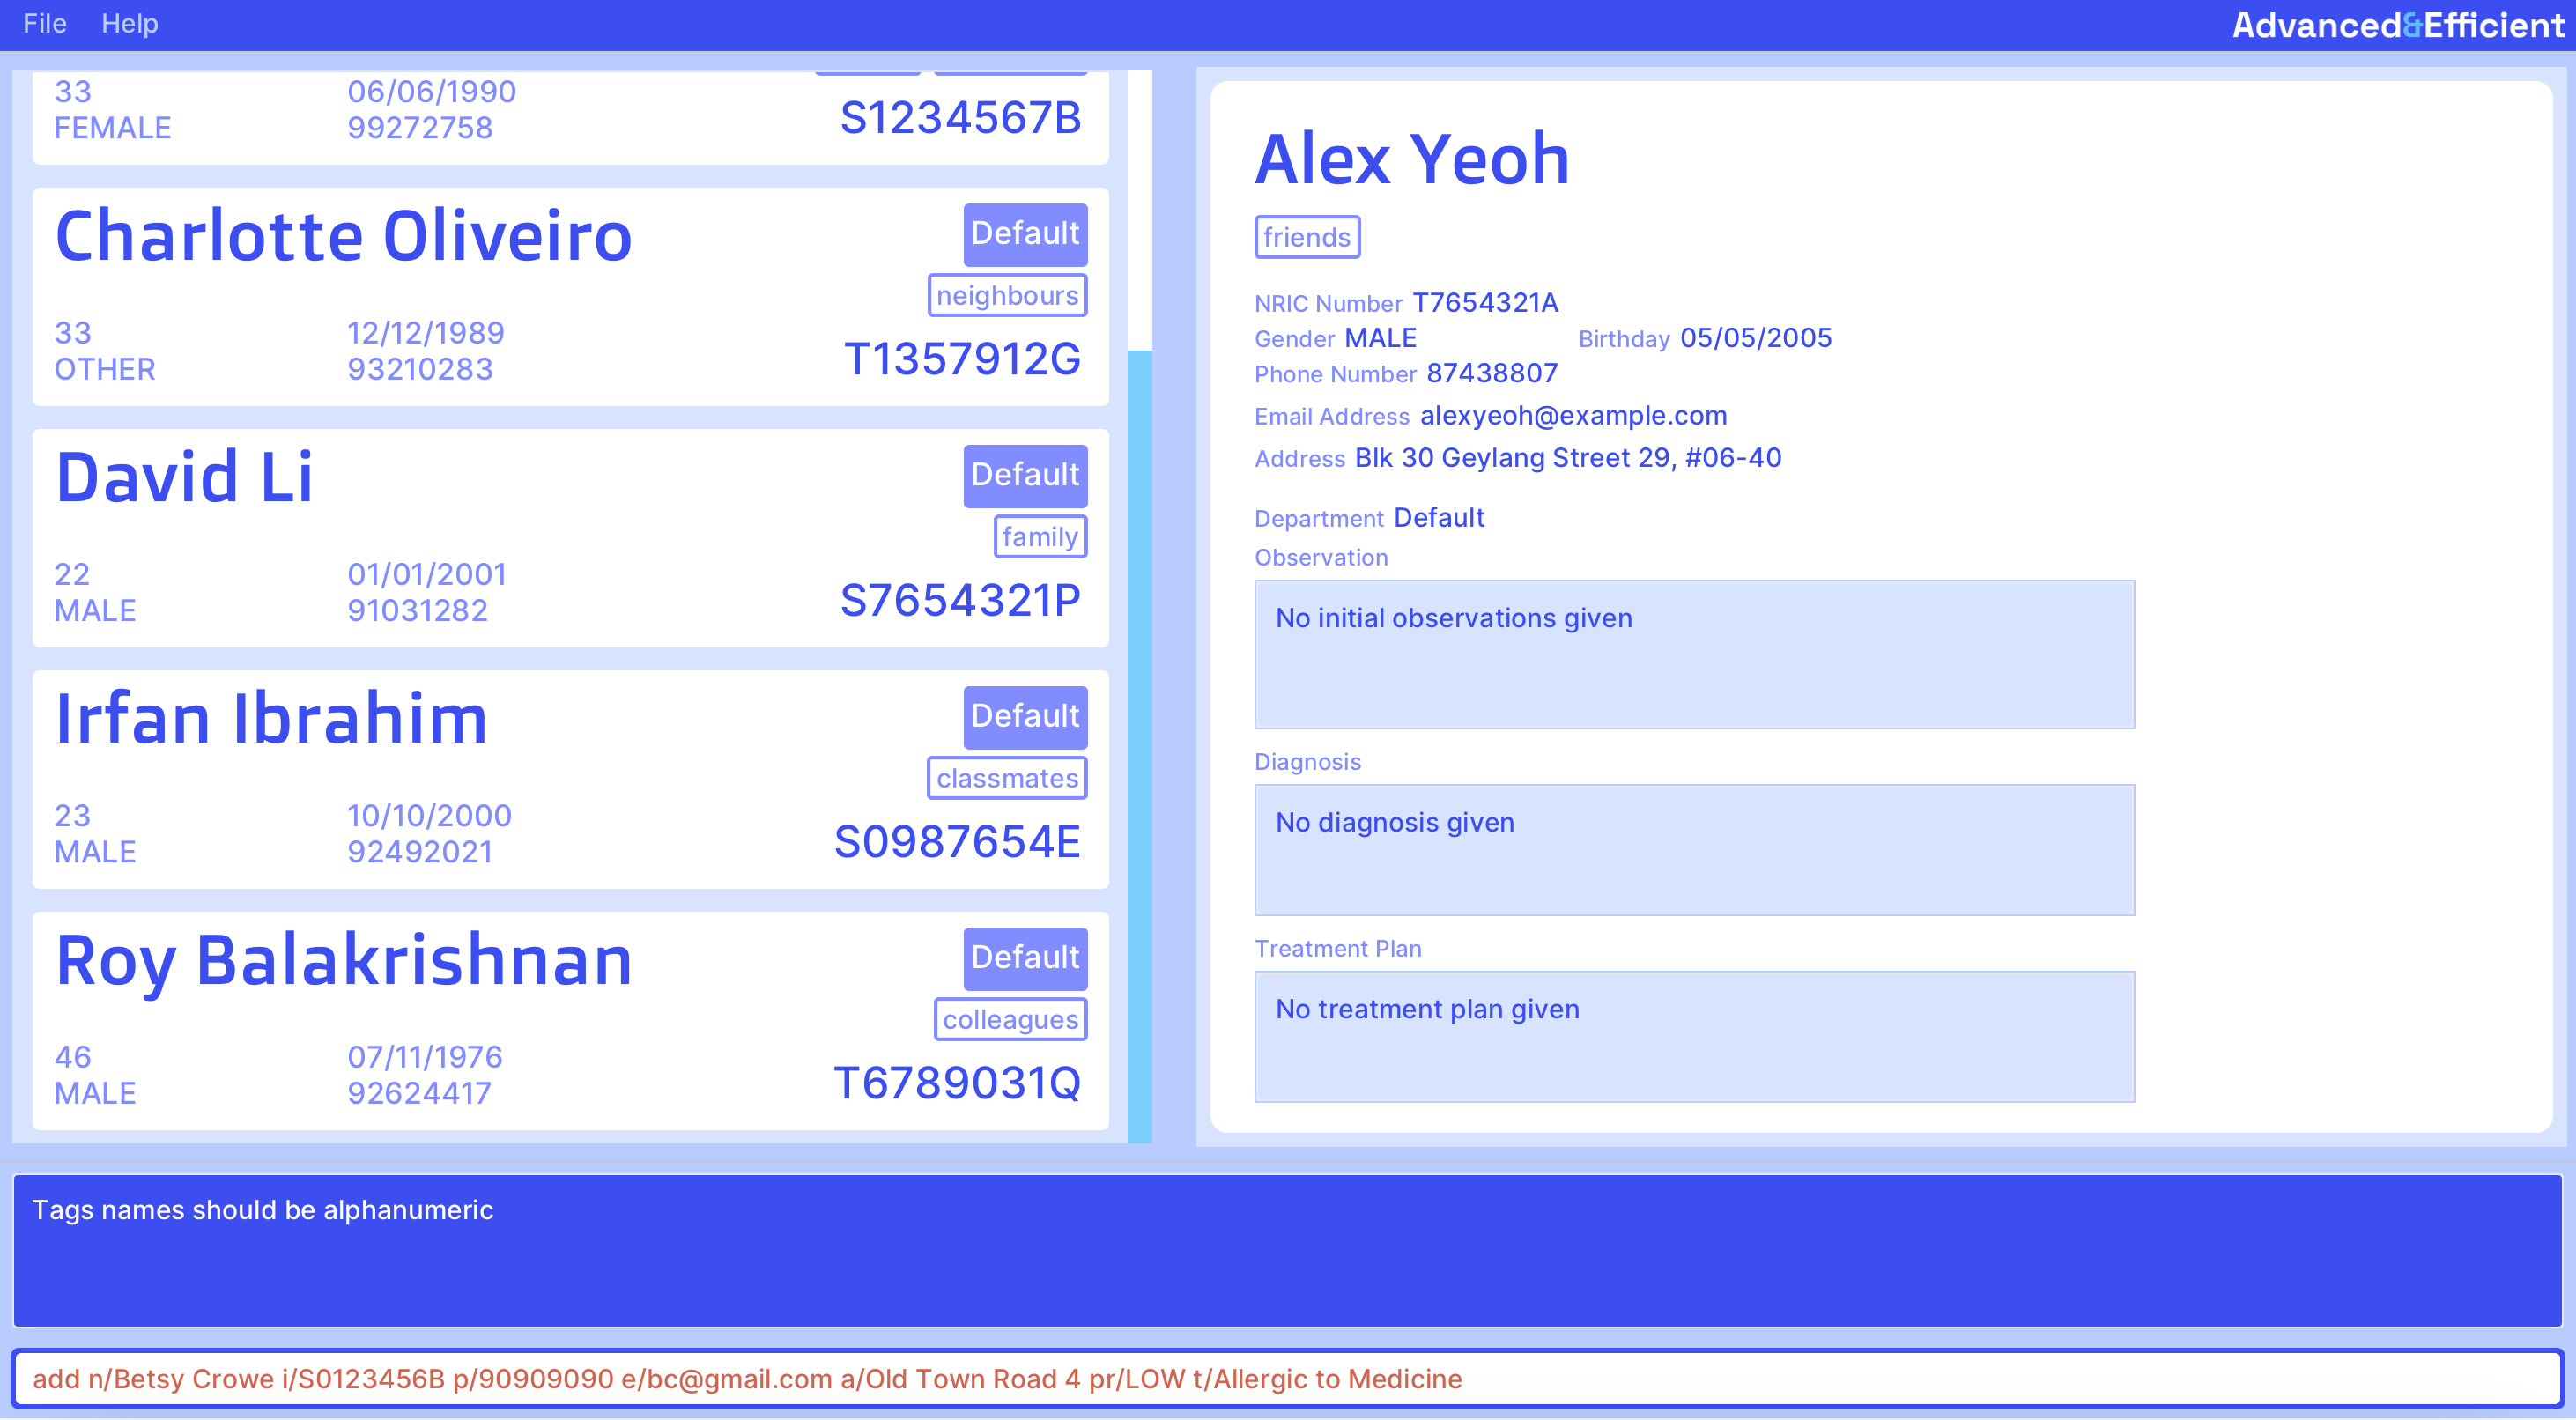 File Help Advanced&Efficient
33 06/06/1990
FEMALE 99272758 S1234567B
Charlotte Oliveiro Default
neighbours
33 12/12/1989
OTHER 93210283 T1357912G
David Li Default
family
22 01/01/2001
MALE 91031282 S7654321P
Irfan Ibrahim Default
classmates
23 10/10/2000
MALE 92492021 S0987654E
Roy Balakrishnan Default
colleagues
46 07/11/1976
MALE 92624417 T6789031Q
Alex Yeoh
friends
NRIC Number T7654321A
Gender MALE Birthday 05/05/2005
Phone Number 87438807
Email Address alexyeoh@example.com
Address Blk 30 Geylang Street 29, #06-40
Department Default
Observation
No initial observations given
Diagnosis
No diagnosis given
Treatment Plan
No treatment plan given
Tags names should be alphanumeric
add n/Betsy Crowe i/S0123456B p/90909090 e/bc@gmail.com a/Old Town Road 4 pr/LOW t/Allergic to Medicine